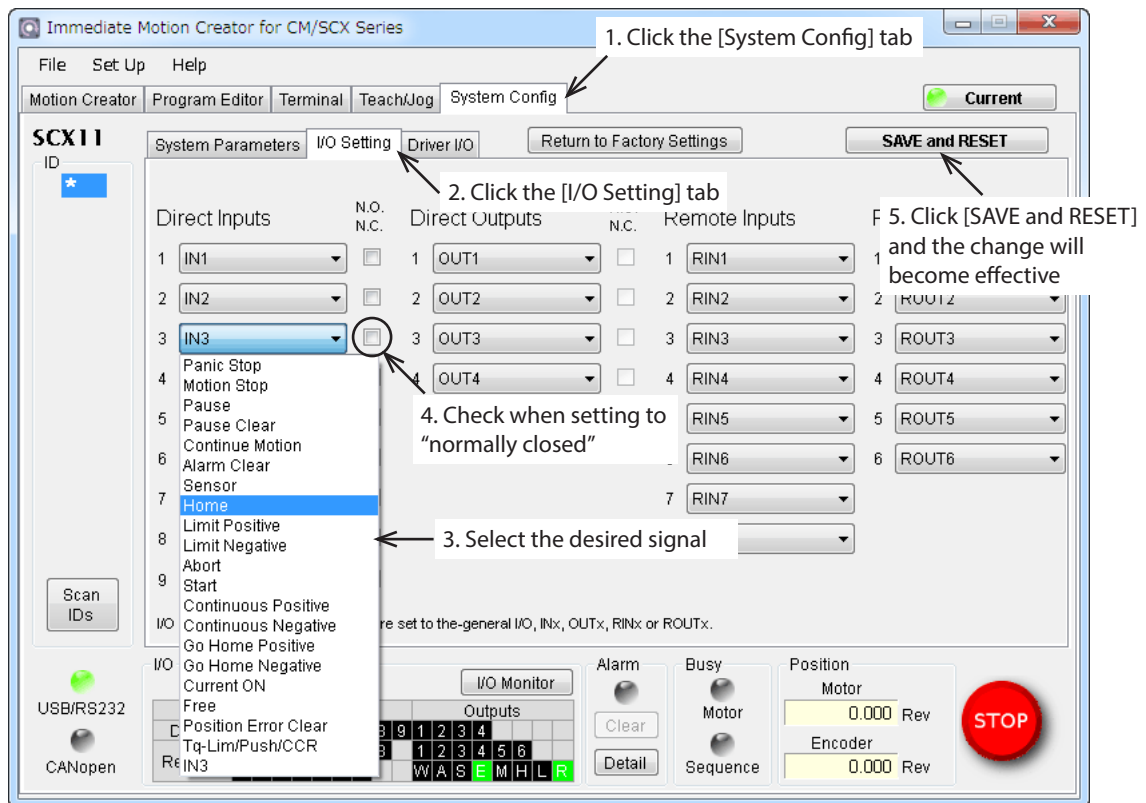 Immediate Motion Creator for CM/SCX Series
1. Click the [System Config] tab
File Set Up Help
Motion Creator Program Editor Terminal Teach/Jog System Config Current
SCX11
System Parameters I/O Setting Driver I/O Return to Factory Settings SAVE and RESET
ID
*
2. Click the [I/O Setting] tab
5. Click [SAVE and RESET]
and the change will
become effective
Direct Inputs N.O. N.C. Direct Outputs N.C. Remote Inputs
1 IN1 1 OUT1 1 RIN1 1
2 IN2 2 OUT2 2 RIN2 2 ROUT2
3 IN3 3 OUT3 3 RIN3 3 ROUT3
4 4 OUT4 4 RIN4 4 ROUT4
5 RIN5 5 ROUT5
6 RIN6 6 ROUT6
7 7 RIN7
8
9
4. Check when setting to
“normally closed”
3. Select the desired signal
Panic Stop
Motion Stop
Pause
Pause Clear
Continue Motion
Alarm Clear
Sensor
Home
Limit Positive
Limit Negative
Abort
Start
Continuous Positive
Continuous Negative
Go Home Positive
Go Home Negative
Current ON
Free
Position Error Clear
Tq-Lim/Push/CCR
IN3
Scan
IDs
I/O re set to the-general I/O, INx, OUTx, RINx or ROUTx.
I/O
I/O Monitor
Outputs
9 1 2 3 4
1 2 3 4 5 6
Re
W A S E M H L R
USB/RS232
CANopen
Alarm
Clear
Detail
Busy
Motor
Sequence
Position
Motor
0.000 Rev
Encoder
0.000 Rev
STOP